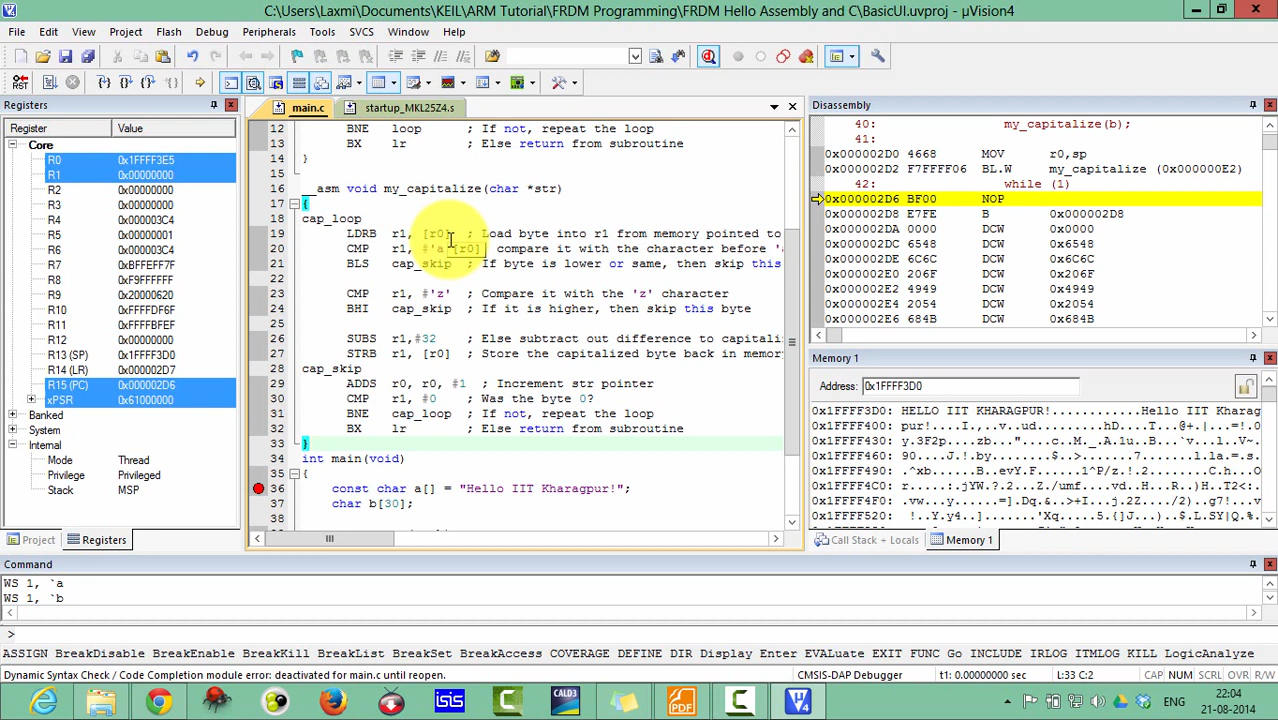 C:\Users\Laxmi\Documents\KEIL\ARM Tutorial\FRDM Programming\FRDM Hello Assembly and C\BasicUI.uvproj - µVision4
File Edit View Project Flash Debug Peripherals Tools SVCS Window Help
Registers
Register Value
Core
R0 0x1FFFF3E5
R1 0x00000000
R2 0x00000000
R3 0x00000000
R4 0x000003C4
R5 0x00000001
R6 0x000003C4
R7 0xBFFEFF7F
R8 0xF9FFFFFF
R9 0x20000620
R10 0xFFFFDF6F
R11 0xFFFFBFEF
R12 0x00000000
R13 (SP) 0x1FFFF3D0
R14 (LR) 0x000002D7
R15 (PC) 0x000002D6
xPSR 0x61000000
Banked
System
Internal
Mode Thread
Privilege Privileged
Stack MSP
Project Registers
main.c startup_MKL25Z4.s
12 BNE loop ; If not, repeat the loop
13 BX lr ; Else return from subroutine
14 }
15
16 __asm void my_capitalize(char *str)
17 {
18 cap_loop
19 LDRB r1, [r0] ; Load byte into r1 from memory pointed to
20 CMP r1, #'a [r0] compare it with the character before '
21 BLS cap_skip ; If byte is lower or same, then skip this
23 CMP r1, #'z' ; Compare it with the 'z' character
24 BHI cap_skip ; If it is higher, then skip this byte
25
26 SUBS r1,#32 ; Else subtract out difference to capitali
27 STRB r1, [r0] ; Store the capitalized byte back in memor
28 cap_skip
29 ADDS r0, r0, #1 ; Increment str pointer
30 CMP r1, #0 ; Was the byte 0?
31 BNE cap_loop ; If not, repeat the loop
32 BX lr ; Else return from subroutine
33 }
34 int main(void)
35 {
36 const char a[] = "Hello IIT Kharagpur!";
37 char b[30];
Disassembly
40: my_capitalize(b);
41:
0x000002D0 4668 MOV r0,sp
0x000002D2 F7FFFF06 BL.W my_capitalize (0x000000E2)
42: while (1)
0x000002D6 BF00 NOP
0x000002D8 E7FE B 0x000002D8
0x000002DA 0000 DCW 0x0000
0x000002DC 6548 DCW 0x6548
0x000002DE 6C6C DCW 0x6C6C
0x000002E0 206F DCW 0x206F
0x000002E2 4949 DCW 0x4949
0x000002E4 2054 DCW 0x2054
0x000002E6 684B DCW 0x684B
Memory 1
Address: 0x1FFFF3D0
0x1FFFF3D0: HELLO IIT KHARAGPUR!..........Hello IIT Kharag
0x1FFFF400:
0x1FFFF430:
0x1FFFF460:
0x1FFFF490:
0x1FFFF4C0:
0x1FFFF4F0:
0x1FFFF520:
Call Stack + Locals Memory 1
Command
WS 1, `a
WS 1, `b
>
ASSIGN BreakDisable BreakEnable BreakKill BreakList BreakSet BreakAccess COVERAGE DEFINE DIR Display Enter EVALuate EXIT FUNC Go INCLUDE IRLOG ITMLOG KILL LogicAnalyze
Dynamic Syntax Check / Code Completion module error: deactivated for main.c until reopen. CMSIS-DAP Debugger t1: 0.00000000 sec L:33 C:2 CAP NUM SCRL OVR R/W
isis CALD3 PDF
ENG 22:04
21-08-2014